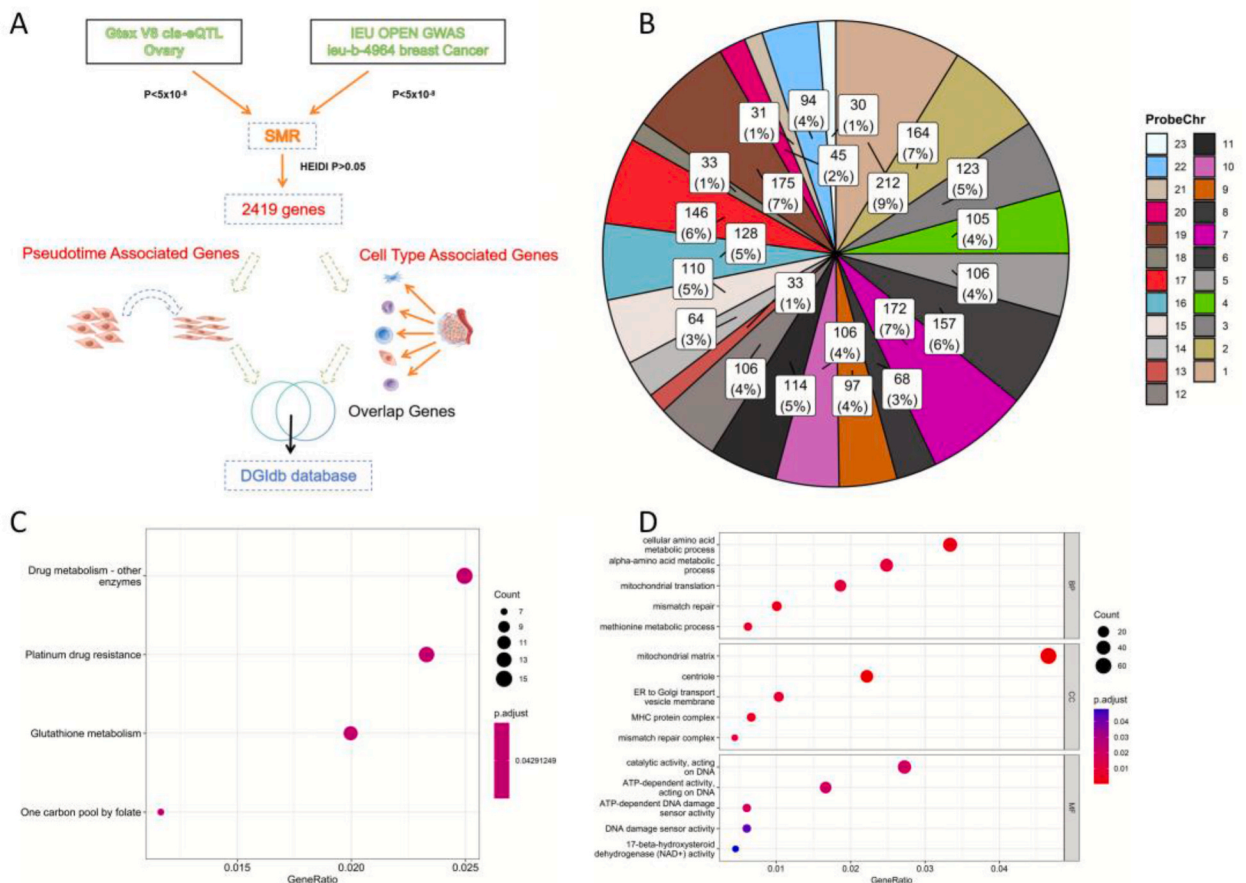 A
Gtex V8 cis-eQTL
Ovary
IEU OPEN GWAS
ieu-b-4964 breast Cancer
P<5x10-8
P<5x10-8
SMR
HEIDI P>0.05
2419 genes
Pseudotime Associated Genes
Cell Type Associated Genes
Overlap Genes
DGIdb database
B
30
(1%)
94
(4%)
31
(1%)
45
(2%)
164
(7%)
212
(9%)
123
(5%)
33
(1%)
175
(7%)
146
(6%)
128
(5%)
105
(4%)
110
(5%)
106
(4%)
33
(1%)
64
(3%)
172
(7%)
157
(6%)
106
(4%)
106
(4%)
114
(5%)
97
(4%)
68
(3%)
ProbeChr
23
22
21
20
19
18
17
16
15
14
13
12
11
10
9
8
7
6
5
4
3
2
1
C
Drug metabolism - other
enzymes
Platinum drug resistance
Glutathione metabolism
One carbon pool by folate
0.015
0.020
0.025
GeneRatio
Count
7
9
11
13
15
p.adjust
0.04291249
D
cellular amino acid
metabolic process
alpha-amino acid metabolic
process
mitochondrial translation
mismatch repair
methionine metabolic process
BP
mitochondrial matrix
centriole
ER to Golgi transport
vesicle membrane
MHC protein complex
mismatch repair complex
CC
catalytic activity, acting
on DNA
ATP-dependent activity,
acting on DNA
ATP-dependent DNA damage
sensor activity
DNA damage sensor activity
17-beta-hydroxysteroid
dehydrogenase (NAD+) activity
MF
0.01
0.02
0.03
0.04
GeneRatio
Count
20
40
60
p.adjust
0.04
0.03
0.02
0.01